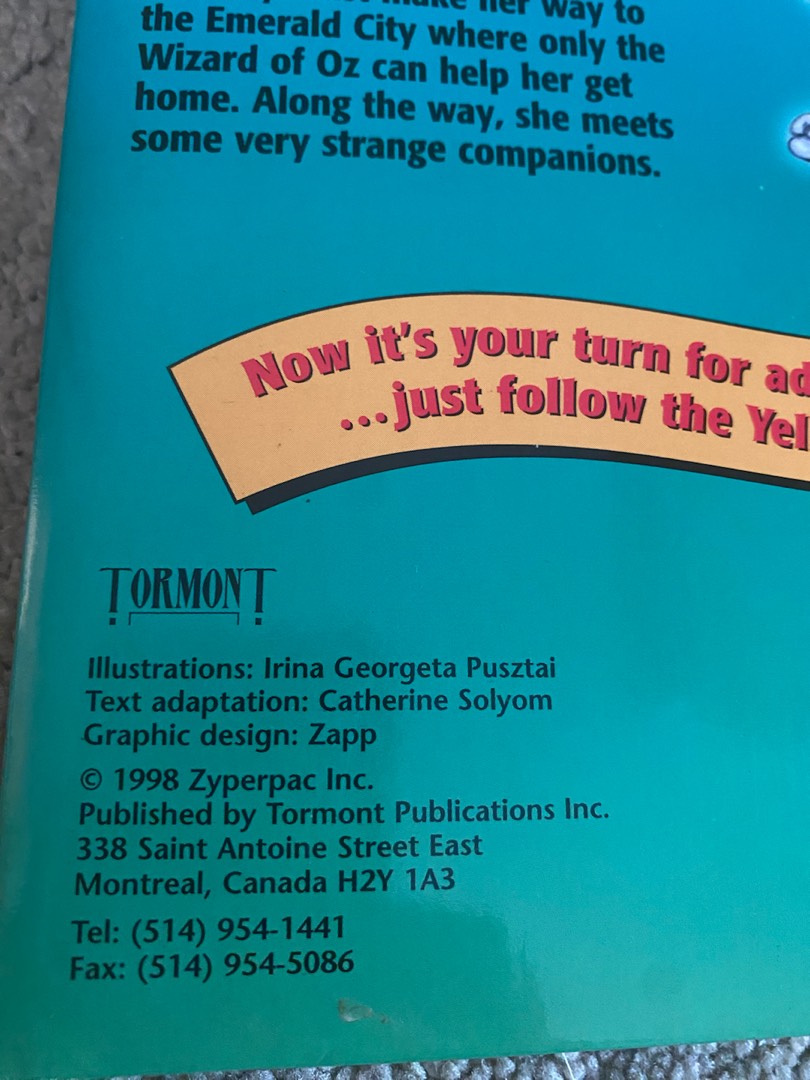 her way to
the Emerald City where only the
Wizard of Oz can help her get
home. Along the way, she meets
some very strange companions.
Now it's your turn for
...just follow the
TORMONT
Illustrations: Irina Georgeta Pusztai
Text adaptation: Catherine Solyom
Graphic design: Zapp
© 1998 Zyperpac Inc.
Published by Tormont Publications Inc.
338 Saint Antoine Street East
Montreal, Canada H2Y 1A3
Tel: (514) 954-1441
Fax: (514) 954-5086